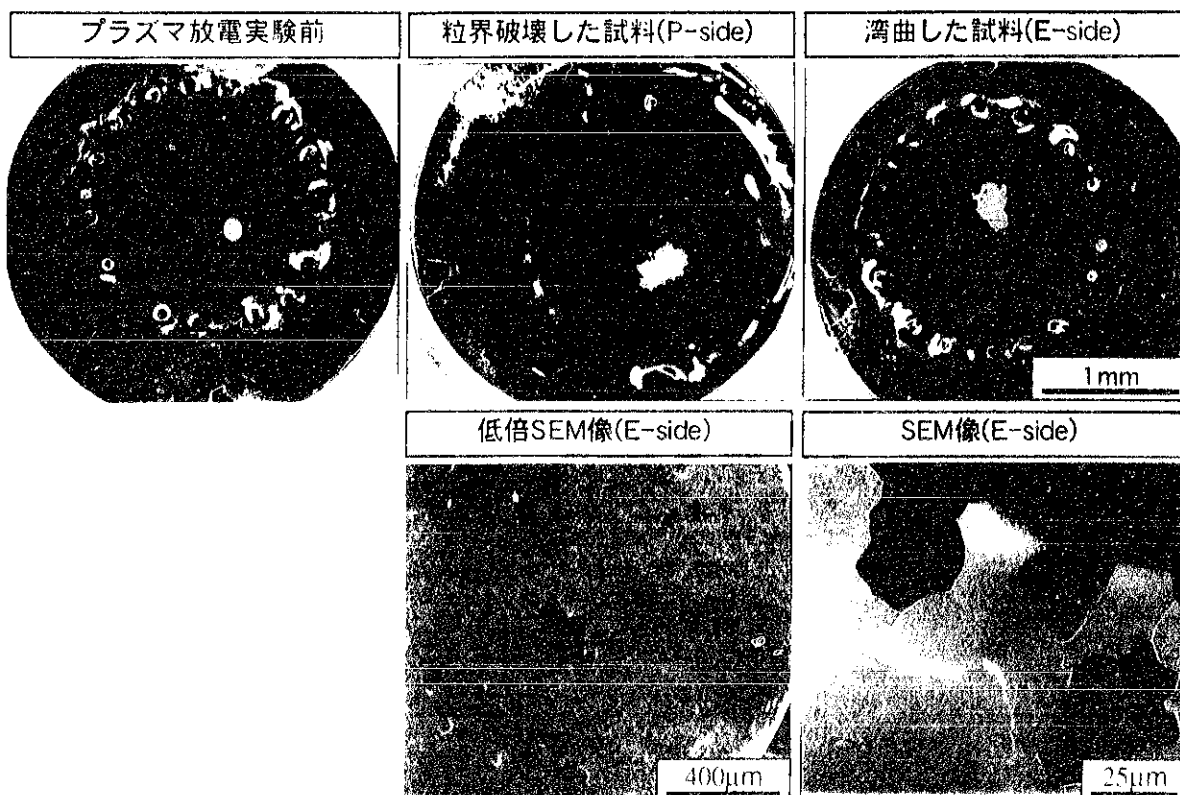 プラズマ放電実験前
粒界破壊した試料(P-side)
湾曲した試料(E-side)
1mm
低倍SEM像(E-side)
SEM像(E-side)
400μm
25μm